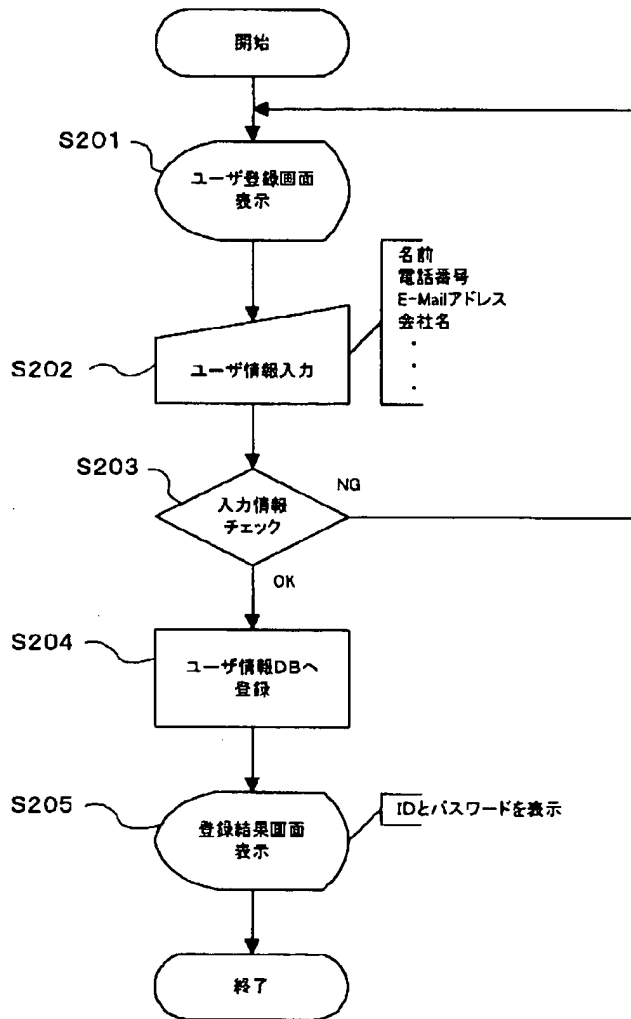 開始
S201
ユーザ登録画面
表示
名前
電話番号
E-Mailアドレス
会社名
・
・
・
S202
ユーザ情報入力
S203
入力情報
チェック
NG
OK
S204
ユーザ情報DBへ
登録
S205
登録結果画面
表示
IDとパスワードを表示
終了